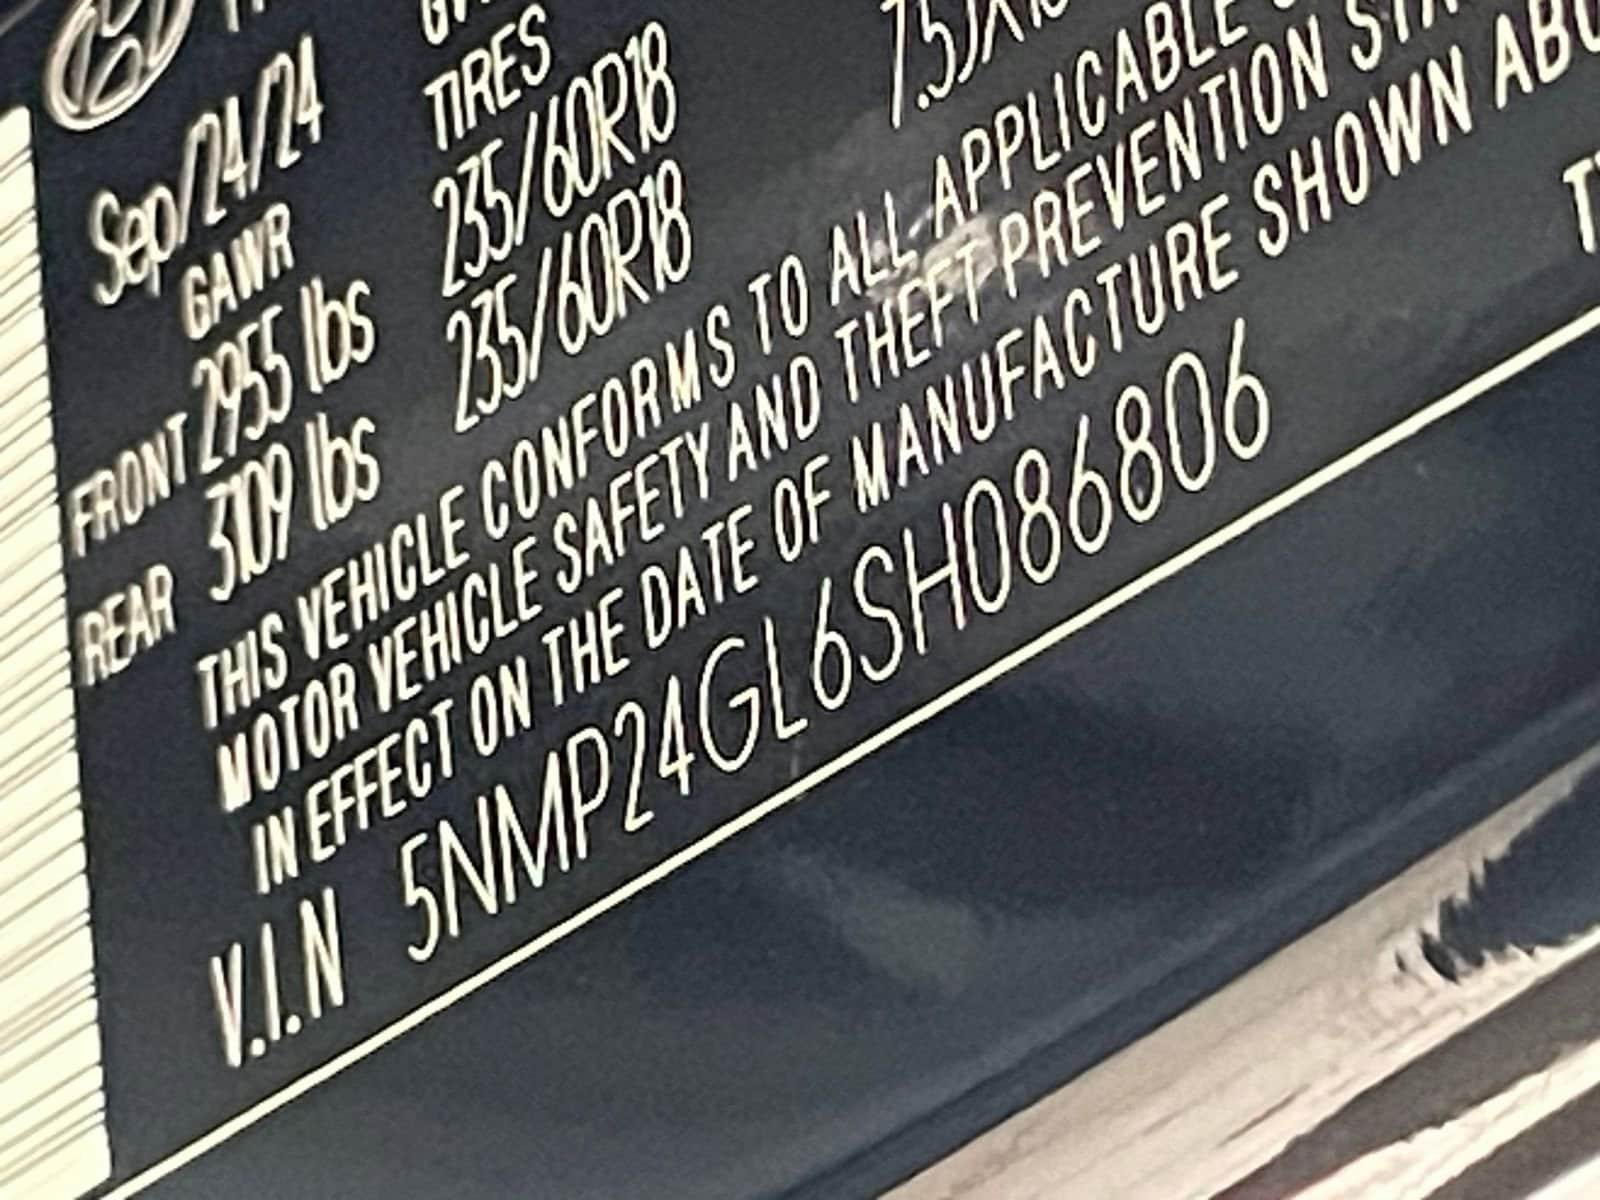 Sep/24/24
GAWR TIRES
FRONT 2955 lbs 235/60R18
REAR 3109 lbs 235/60R18
THIS VEHICLE CONFORMS TO ALL APPLICABLE
MOTOR VEHICLE SAFETY AND THEFT PREVENTION
IN EFFECT ON THE DATE OF MANUFACTURE SHOWN
V.I.N 5NMP24GL6SH086806